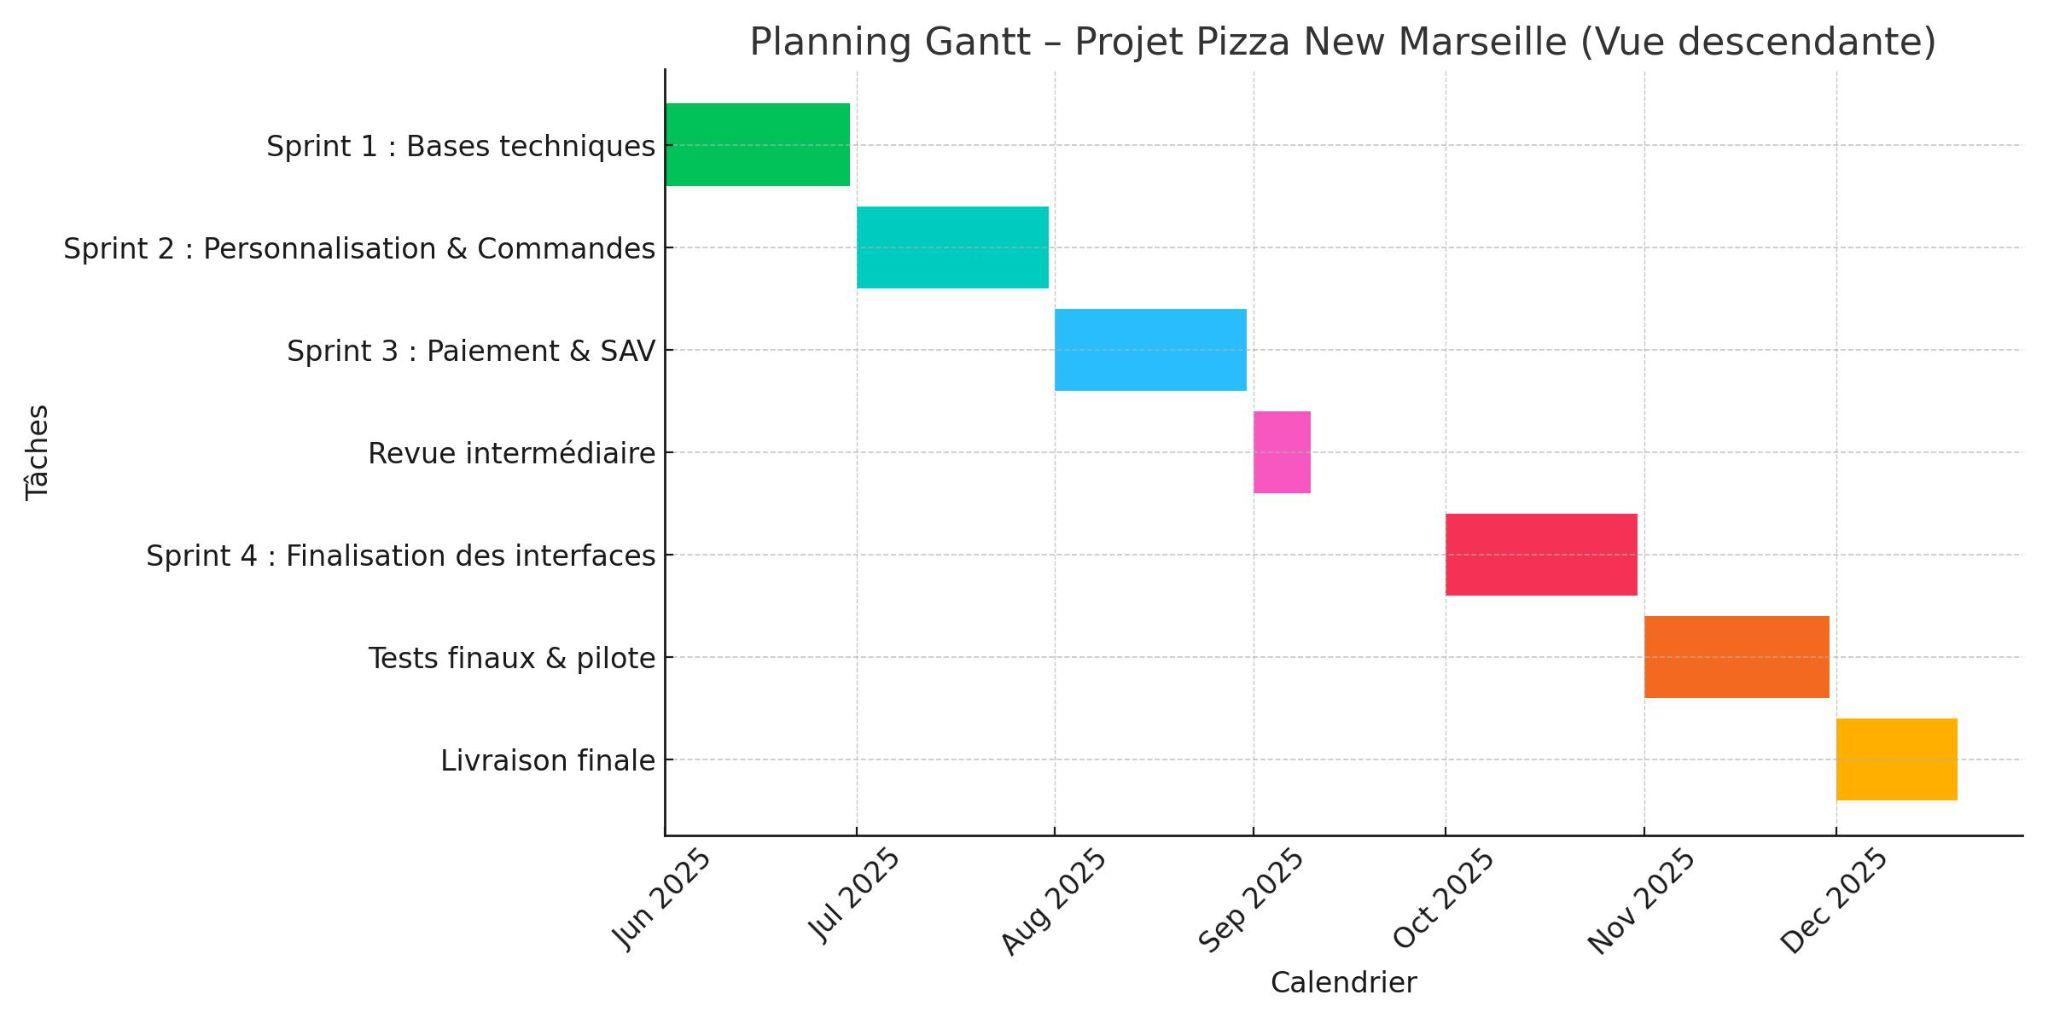 Planning Gantt – Projet Pizza New Marseille (Vue descendante)
Tâches
Sprint 1 : Bases techniques
Sprint 2 : Personnalisation & Commandes
Sprint 3 : Paiement & SAV
Revue intermédiaire
Sprint 4 : Finalisation des interfaces
Tests finaux & pilote
Livraison finale
Jun 2025
Jul 2025
Aug 2025
Sep 2025
Oct 2025
Nov 2025
Dec 2025
Calendrier